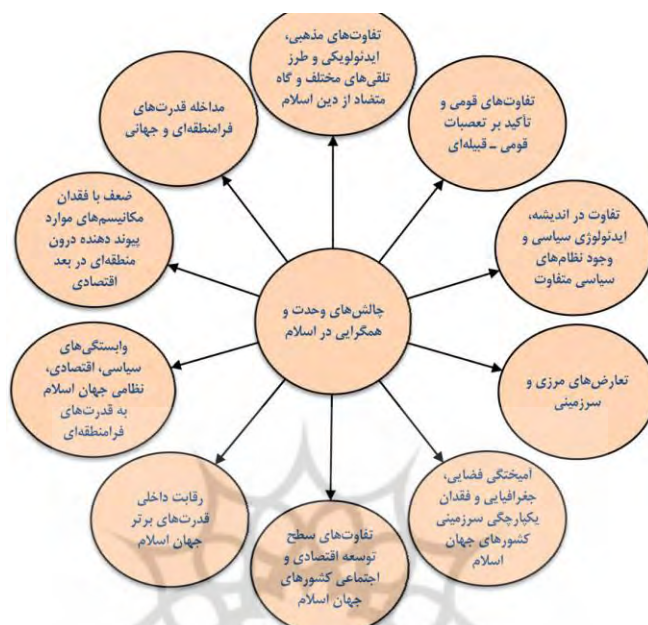 تفاوت‌های مذهبی،
ایدئولویکی و طرز
تلقی‌های مختلف و گاه
متضاد از دین اسلام
تفاوت‌های قومی و
تأکید بر تعصبات
قومی ـ قبیله‌ای
تفاوت در اندیشه،
ایدئولوژی سیاسی و
وجود نظام‌های
سیاسی متفاوت
تعارض‌های مرزی و
سرزمینی
آمیختگی فضایی،
جغرافیایی و فقدان
یکپارچگی سرزمینی
کشورهای جهان
اسلام
تفاوت‌های سطح
توسعه اقتصادی و
اجتماعی کشورهای
جهان اسلام
رقابت داخلی
قدرت‌های برتر
جهان اسلام
وابستگی‌های
سیاسی، اقتصادی،
نظامی جهان اسلام
به قدرت‌های
فرامنطقه‌ای
ضعف با فقدان
مکانیسم‌های موارد
پیوند دهنده درون
منطقه‌ای در بعد
اقتصادی
مداخله قدرت‌های
فرامنطقه‌ای و جهانی
چالش‌های وحدت و
همگرایی در اسلام